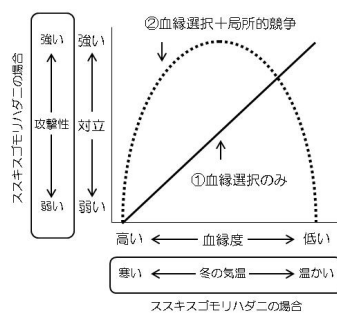 ②血縁選択＋局所的競争
強い
強い
攻撃性
対立
弱い
弱い
ススキスゴモリハダニの場合
①血縁選択のみ
高い ← 血縁度 → 低い
寒い ← 冬の気温 → 温かい
ススキスゴモリハダニの場合